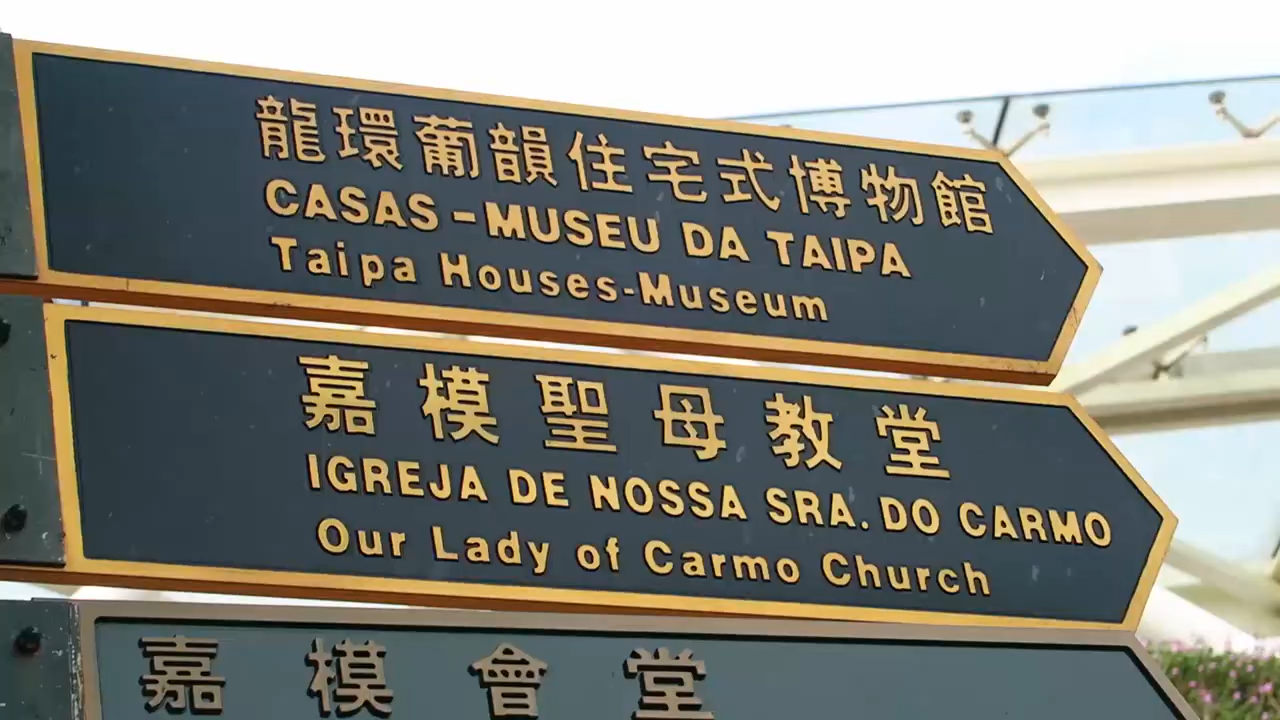 龍環葡韻住宅式博物館
CASAS-MUSEU DA TAIPA
Taipa Houses-Museum
嘉模聖母教堂
IGREJA DE NOSSA SRA. DO CARMO
Our Lady of Carmo Church
嘉模會堂